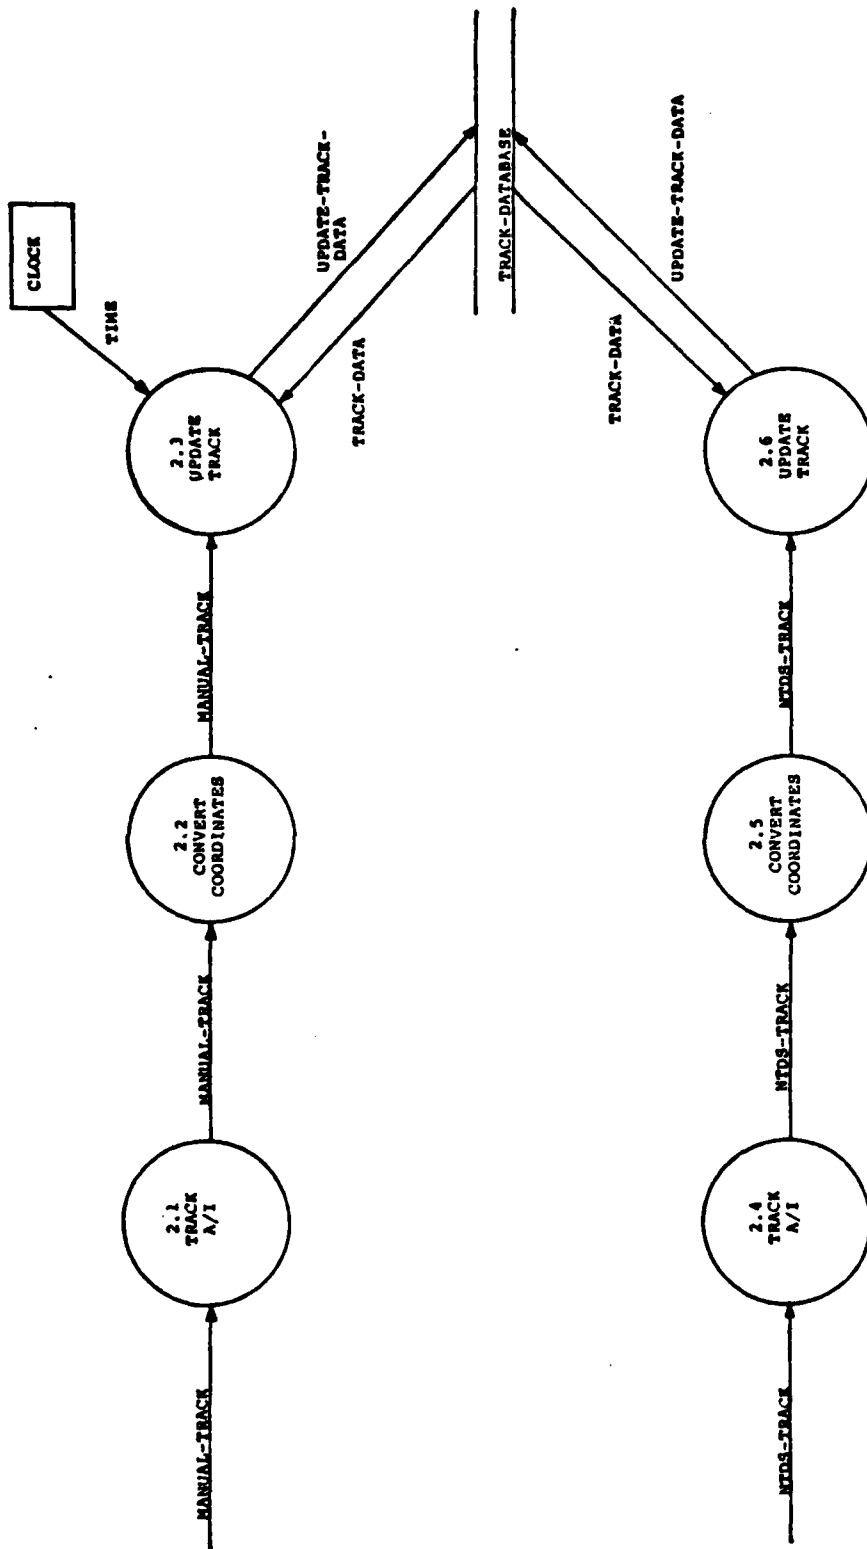 CLOCK
TIME
MANUAL-TRACK
2.1
TRACK
A/I
MANUAL-TRACK
2.2
CONVERT
COORDINATES
MANUAL-TRACK
2.3
UPDATE
TRACK
UPDATE-TRACK-
DATA
TRACK-DATA
TRACK-DATABASE
TRACK-DATA
UPDATE-TRACK-DATA
NTDS-TRACK
2.4
TRACK
A/I
NTDS-TRACK
2.5
CONVERT
COORDINATES
NTDS-TRACK
2.6
UPDATE
TRACK